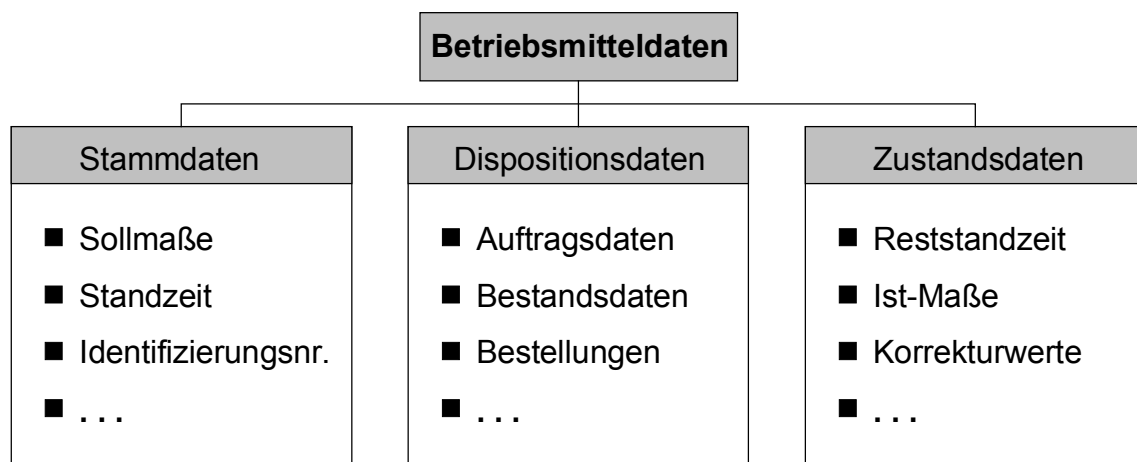 Betriebsmitteldaten
Stammdaten
■ Sollmaße
■ Standzeit
■ Identifizierungsnr.
■ . . .
Dispositionsdaten
■ Auftragsdaten
■ Bestandsdaten
■ Bestellungen
■ . . .
Zustandsdaten
■ Reststandzeit
■ Ist-Maße
■ Korrekturwerte
■ . . .